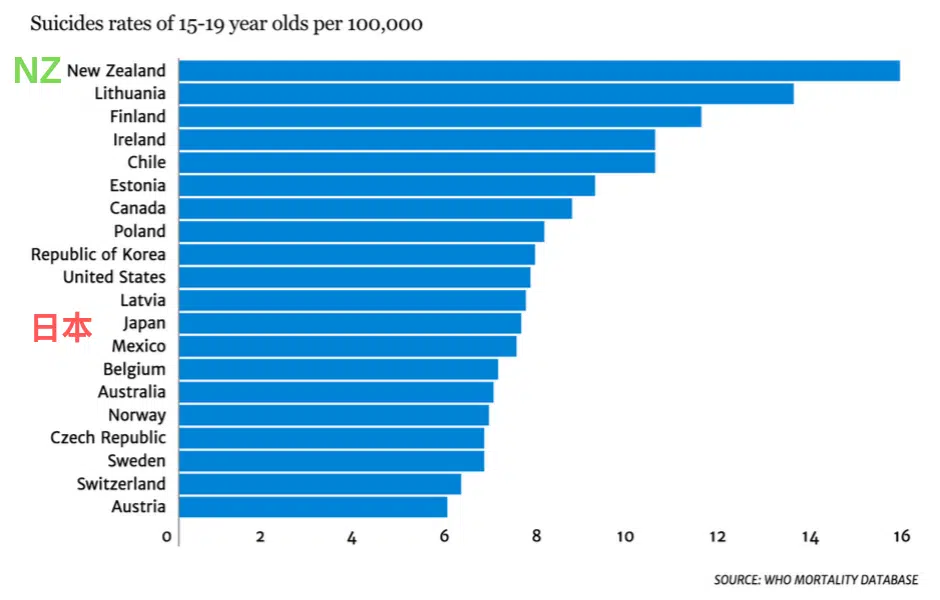 Suicides rates of 15-19 year olds per 100,000
NZ New Zealand
Lithuania
Finland
Ireland
Chile
Estonia
Canada
Poland
Republic of Korea
United States
Latvia
日本 Japan
Mexico
Belgium
Australia
Norway
Czech Republic
Sweden
Switzerland
Austria
0 2 4 6 8 10 12 14 16
SOURCE: WHO MORTALITY DATABASE